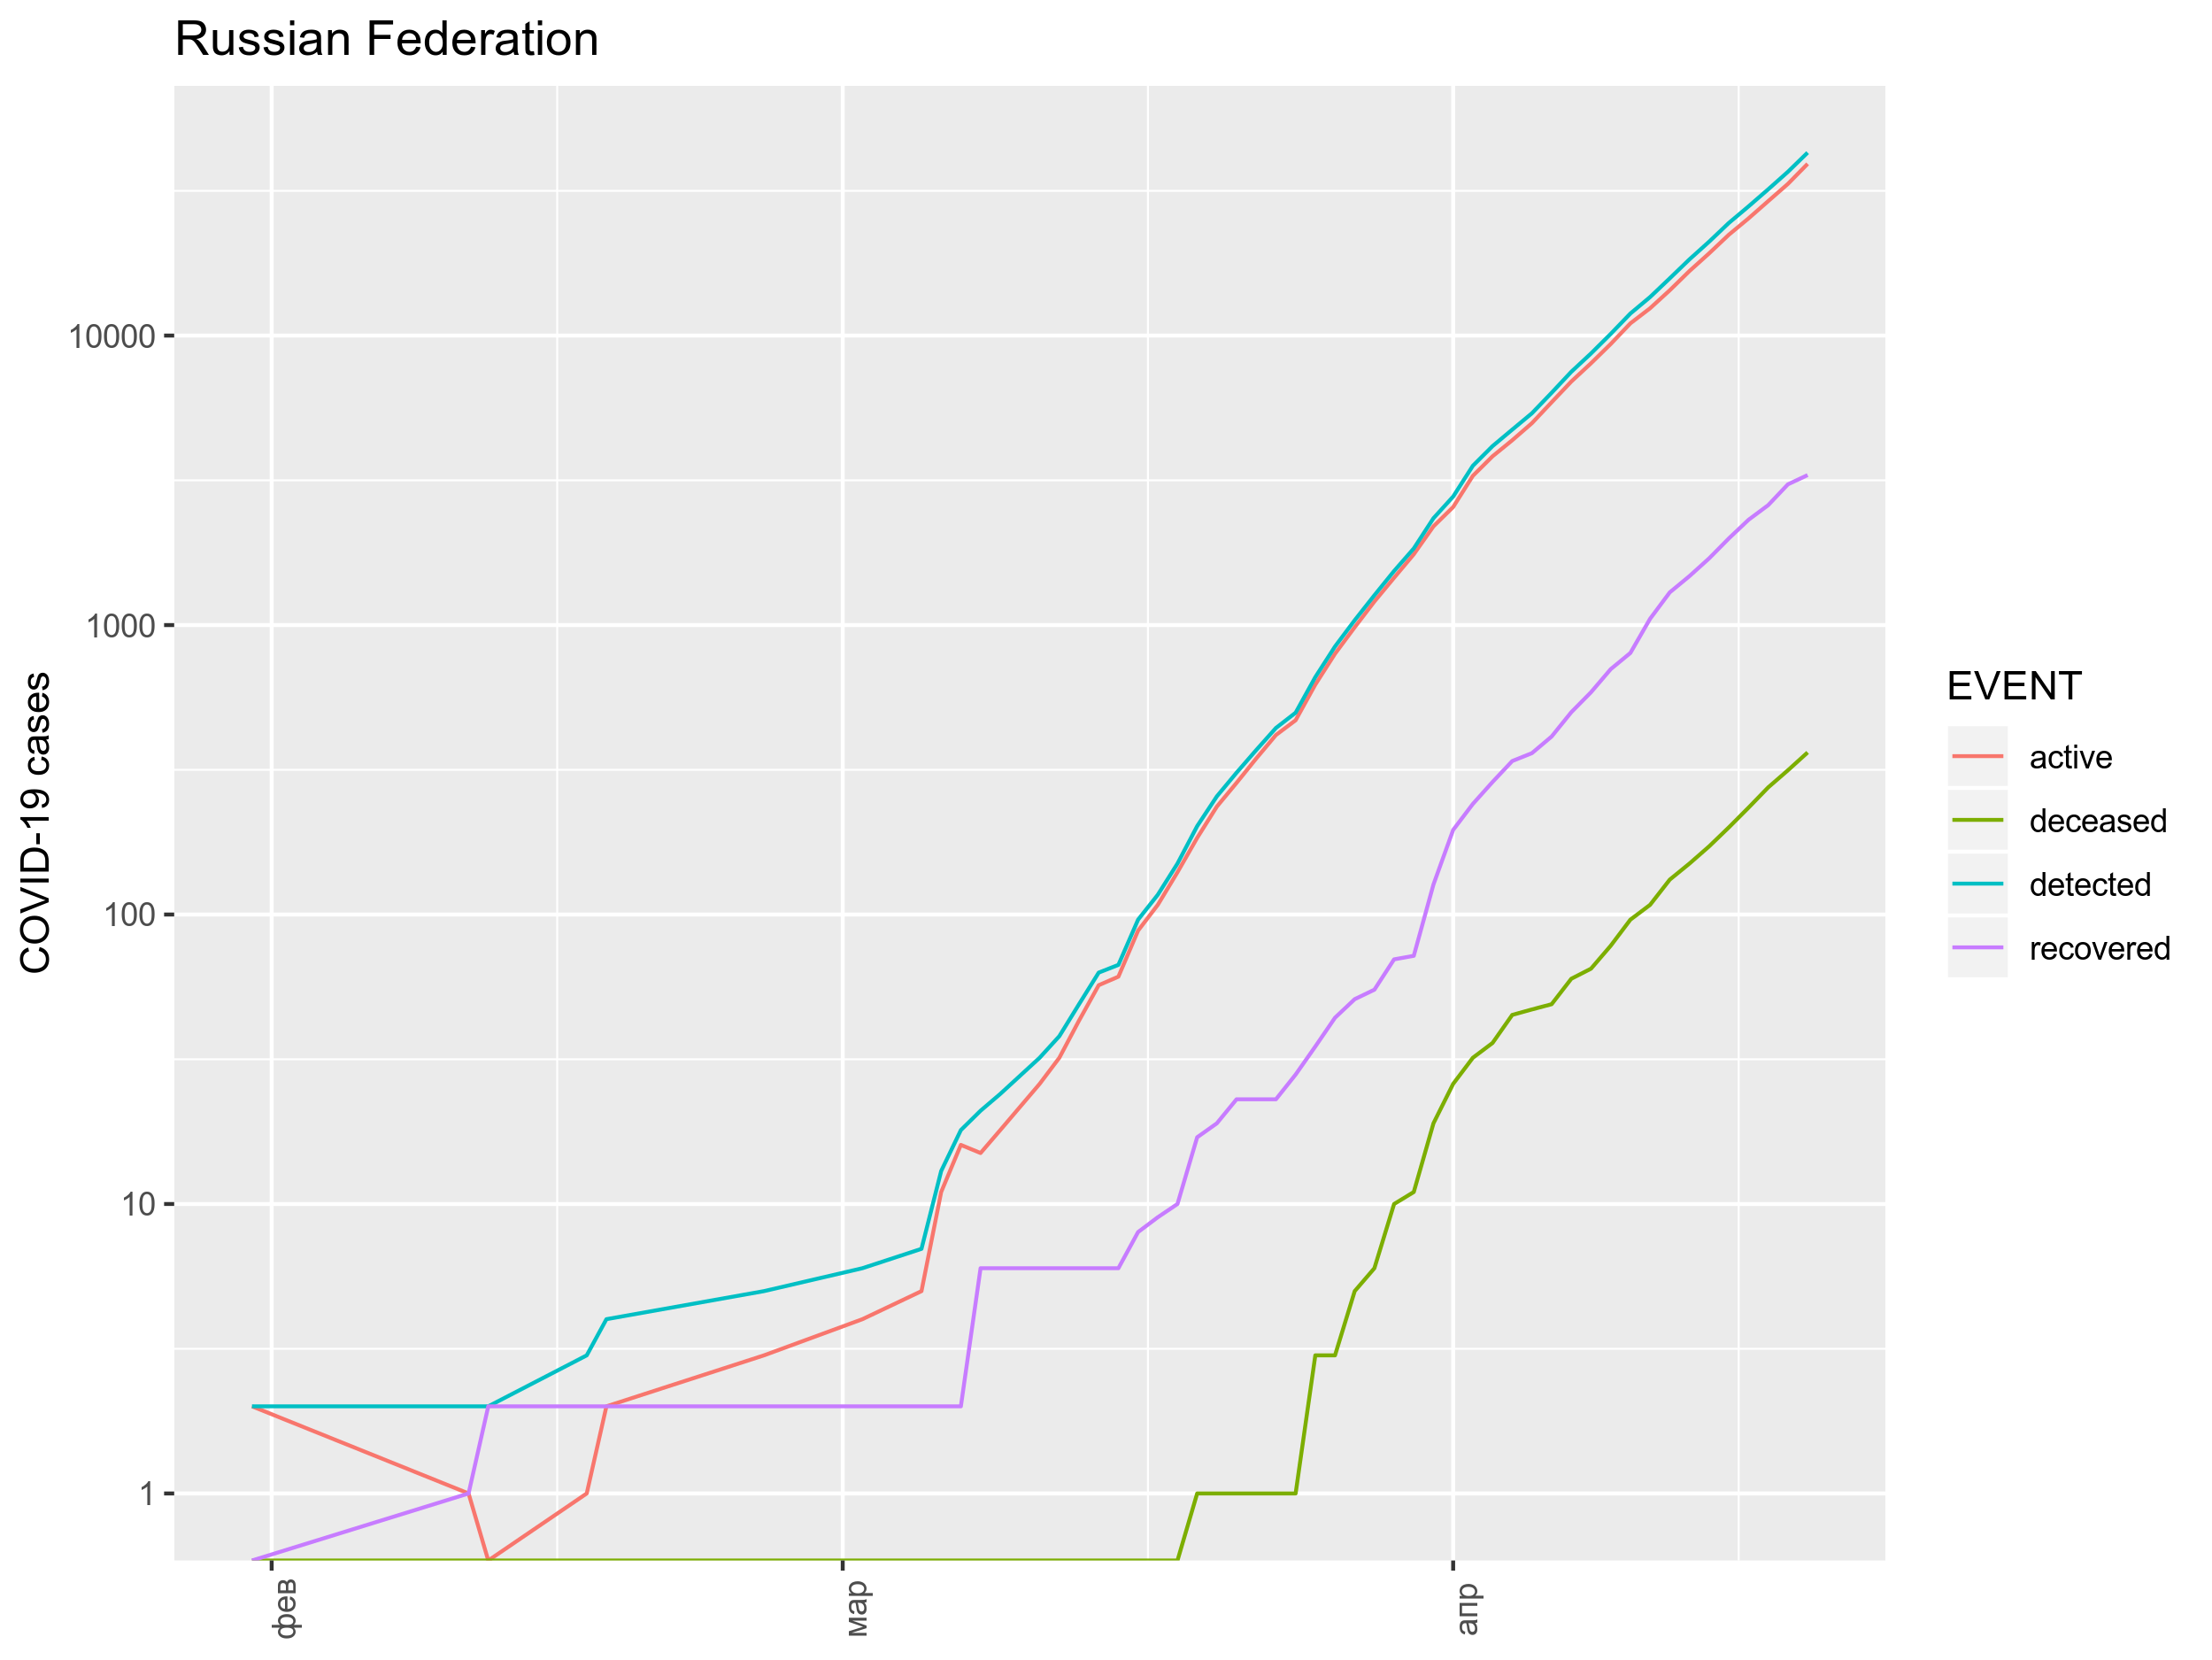 Russian Federation
COVID-19 cases
10000
1000
100
10
1
фев
мар
апр
EVENT
active
deceased
detected
recovered